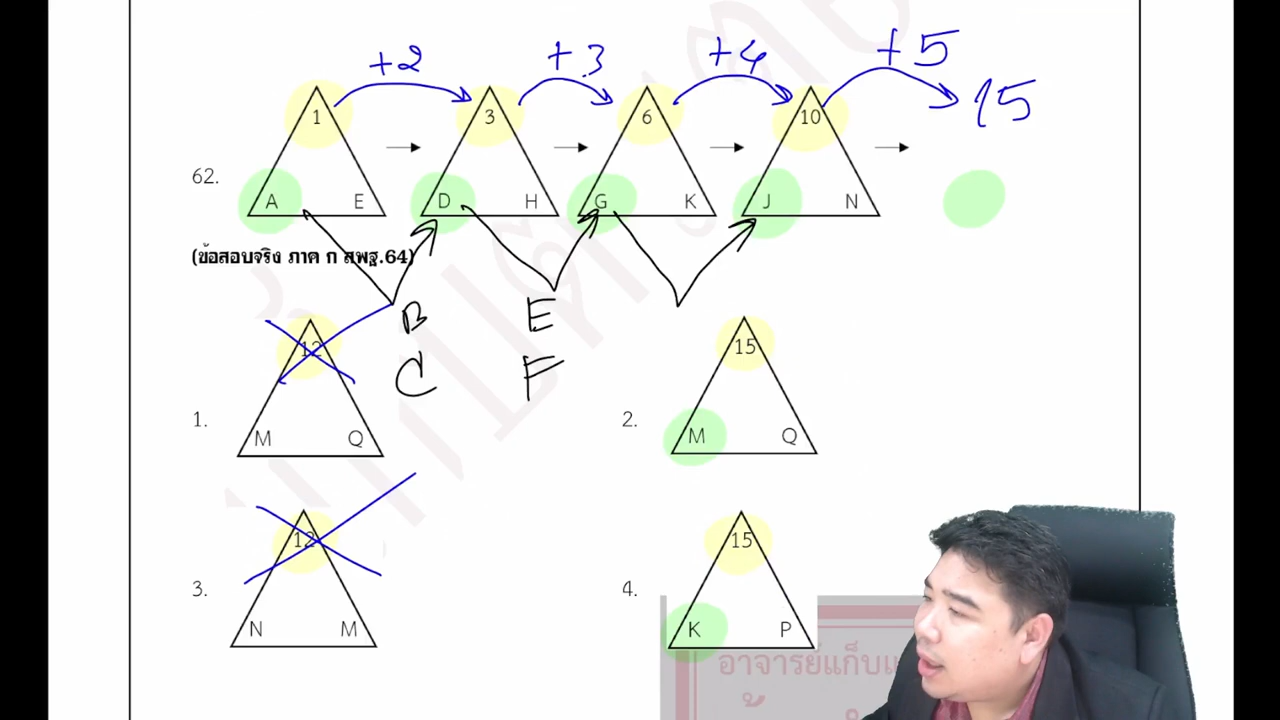 +2 +3 +4 +5
1 3 6 10 15
62.
A E D H G K J N
(ข้อสอบจริง ภาค ก สพฐ.64)
B E
C F
12 15
1. M Q 2. M Q
12 15
3. N M 4. K P
อาจารย์แก็บ